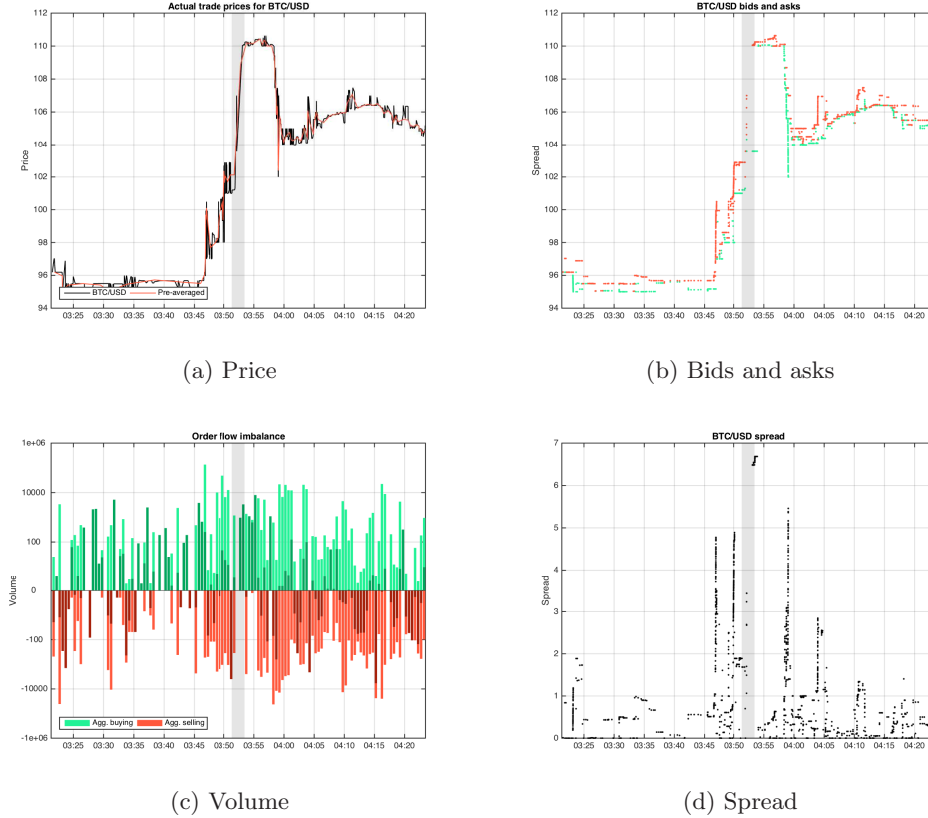 Actual trade prices for BTC/USD
Price
112
110
108
106
104
102
100
98
96
94
BTC/USD Pre-averaged
03:25 03:30 03:35 03:40 03:45 03:50 03:55 04:00 04:05 04:10 04:15 04:20
(a) Price
BTC/USD bids and asks
Spread
112
110
108
106
104
102
100
98
96
94
03:25 03:30 03:35 03:40 03:45 03:50 03:55 04:00 04:05 04:10 04:15 04:20
(b) Bids and asks
Order flow imbalance
Volume
1e+06
10000
100
0
-100
-10000
-1e+06
Agg. buying Agg. selling
03:25 03:30 03:35 03:40 03:45 03:50 03:55 04:00 04:05 04:10 04:15 04:20
(c) Volume
BTC/USD spread
Spread
7
6
5
4
3
2
1
0
03:25 03:30 03:35 03:40 03:45 03:50 03:55 04:00 04:05 04:10 04:15 04:20
(d) Spread